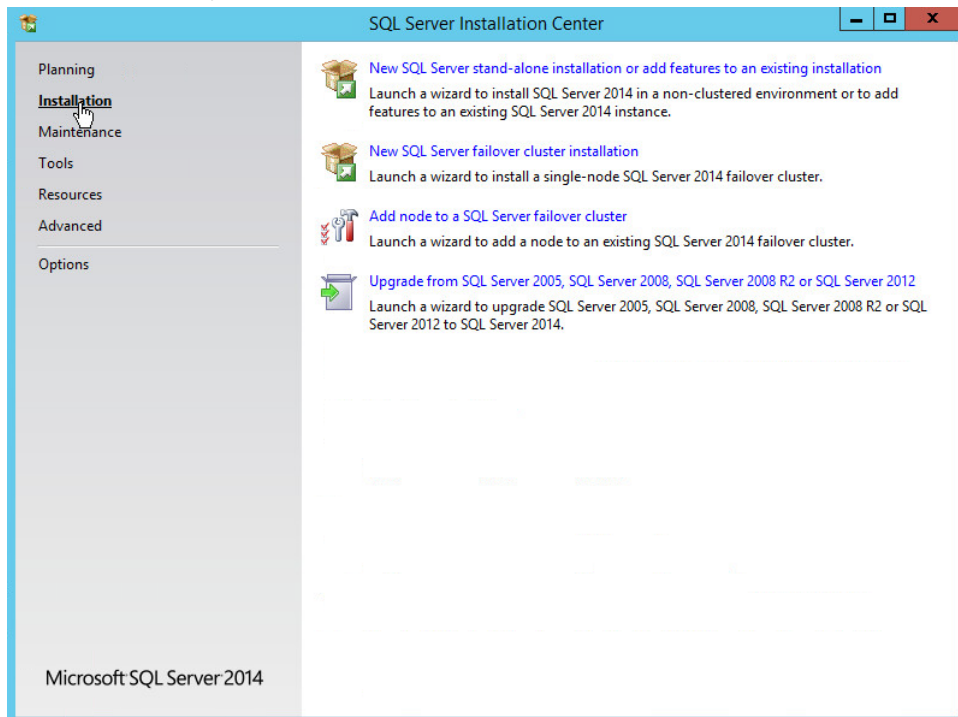 SQL Server Installation Center
Planning
Installation
Maintenance
Tools
Resources
Advanced
Options
New SQL Server stand-alone installation or add features to an existing installation
Launch a wizard to install SQL Server 2014 in a non-clustered environment or to add
features to an existing SQL Server 2014 instance.
New SQL Server failover cluster installation
Launch a wizard to install a single-node SQL Server 2014 failover cluster.
Add node to a SQL Server failover cluster
Launch a wizard to add a node to an existing SQL Server 2014 failover cluster.
Upgrade from SQL Server 2005, SQL Server 2008, SQL Server 2008 R2 or SQL Server 2012
Launch a wizard to upgrade SQL Server 2005, SQL Server 2008, SQL Server 2008 R2 or SQL
Server 2012 to SQL Server 2014.
Microsoft SQL Server 2014